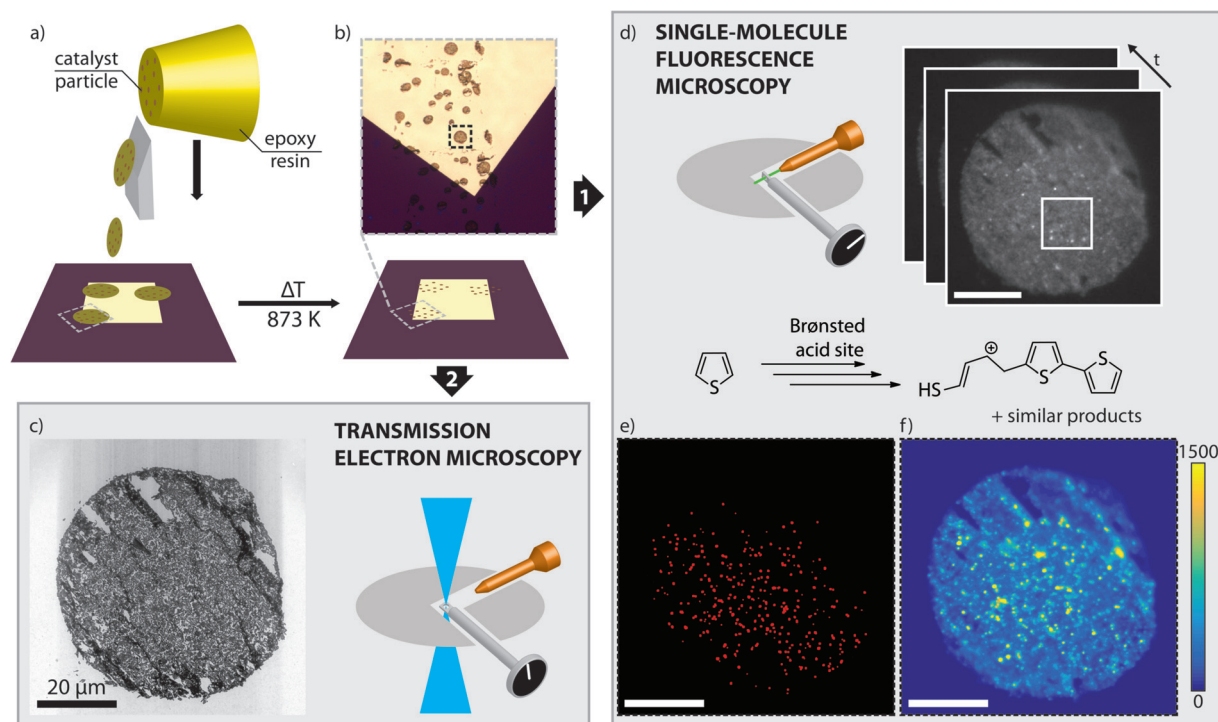 a)
catalyst
particle
epoxy
resin
ΔT
873 K
b)
1
2
c)
20 µm
TRANSMISSION
ELECTRON MICROSCOPY
d)
SINGLE-MOLECULE
FLUORESCENCE
MICROSCOPY
t
Brønsted
acid site
S
HS
⊕
S
S
+ similar products
e)
f)
1500
0